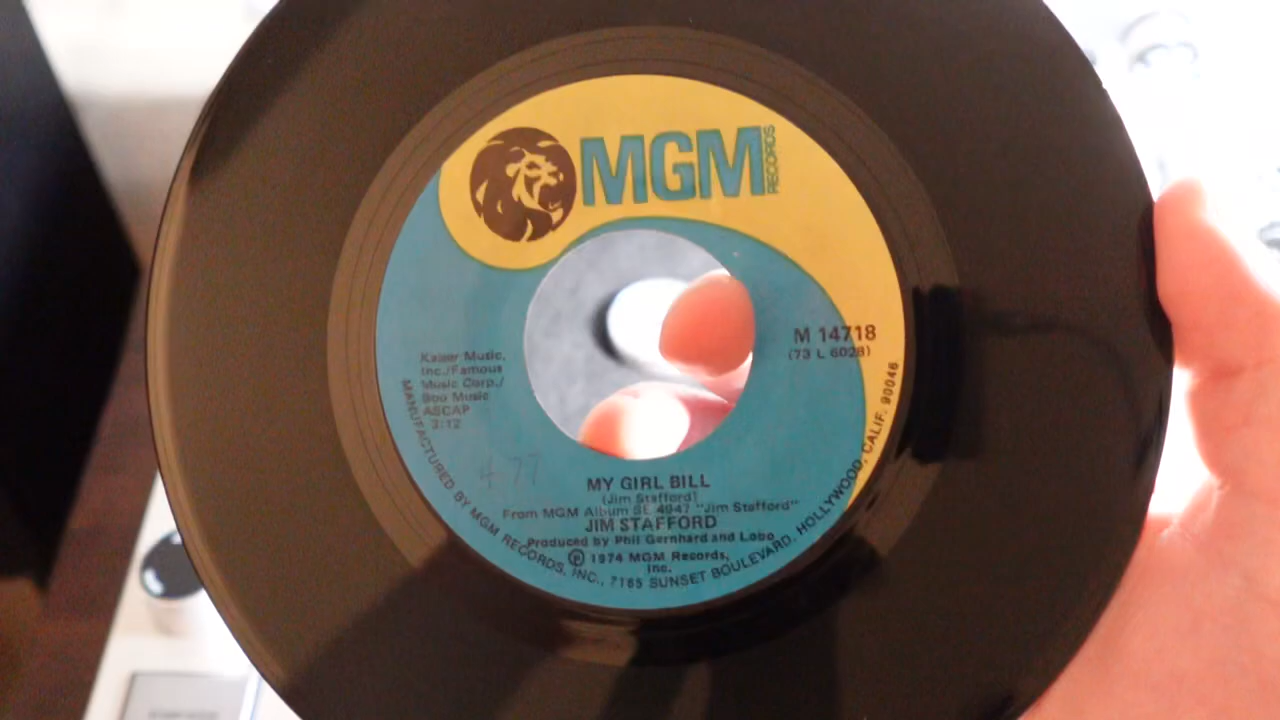 MGM
RECORDS
M 14718
(73 L 6028)
Kaiser Music,
Inc./Famous
Music Corp./
Boo Music
ASCAP
3:12
# 77
MY GIRL BILL
(Jim Stafford)
From MGM Album SE 4947 "Jim Stafford"
JIM STAFFORD
Produced by Phil Gernhard and Lobo
℗ 1974 MGM Records,
Inc.
MANUFACTURED BY MGM RECORDS, INC., 7165 SUNSET BOULEVARD, HOLLYWOOD, CALIF. 90046